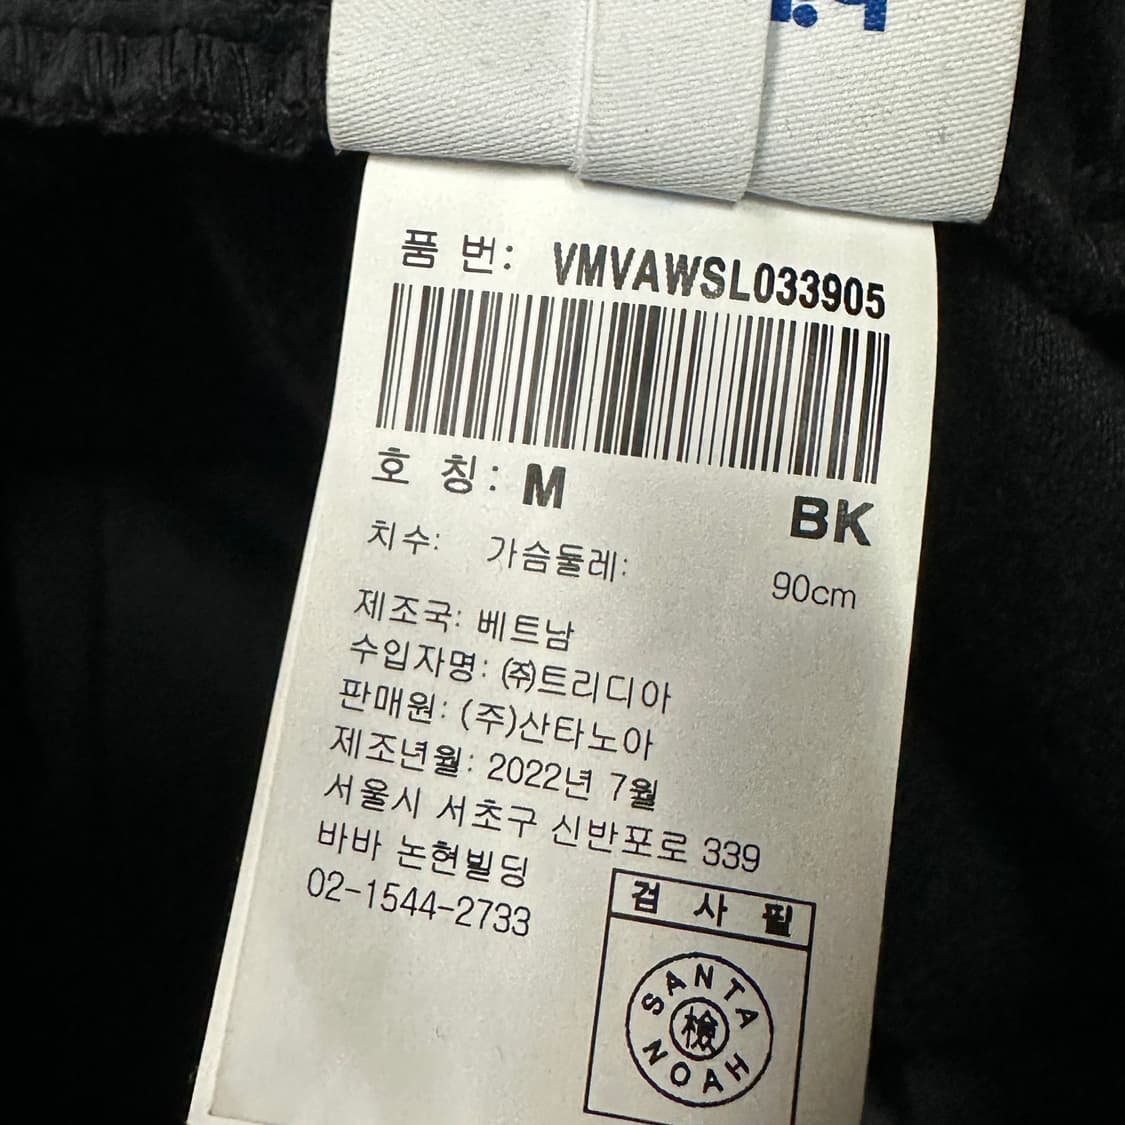 품 번: VMVAWSL033905
호 칭: M BK
치수: 가슴둘레: 90cm
제조국: 베트남
수입자명: ㈜트리디아
판매원: (주)산타노아
제조년월: 2022년 7월
서울시 서초구 신반포로 339
바바 논현빌딩
02-1544-2733
검 사 필
SANTA
檢
NOAH